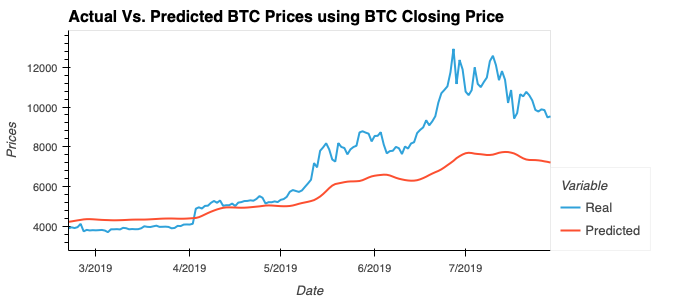 Actual Vs. Predicted BTC Prices using BTC Closing Price
12000
10000
8000
6000
4000
Prices
3/2019 4/2019 5/2019 6/2019 7/2019
Date
Variable
Real
Predicted